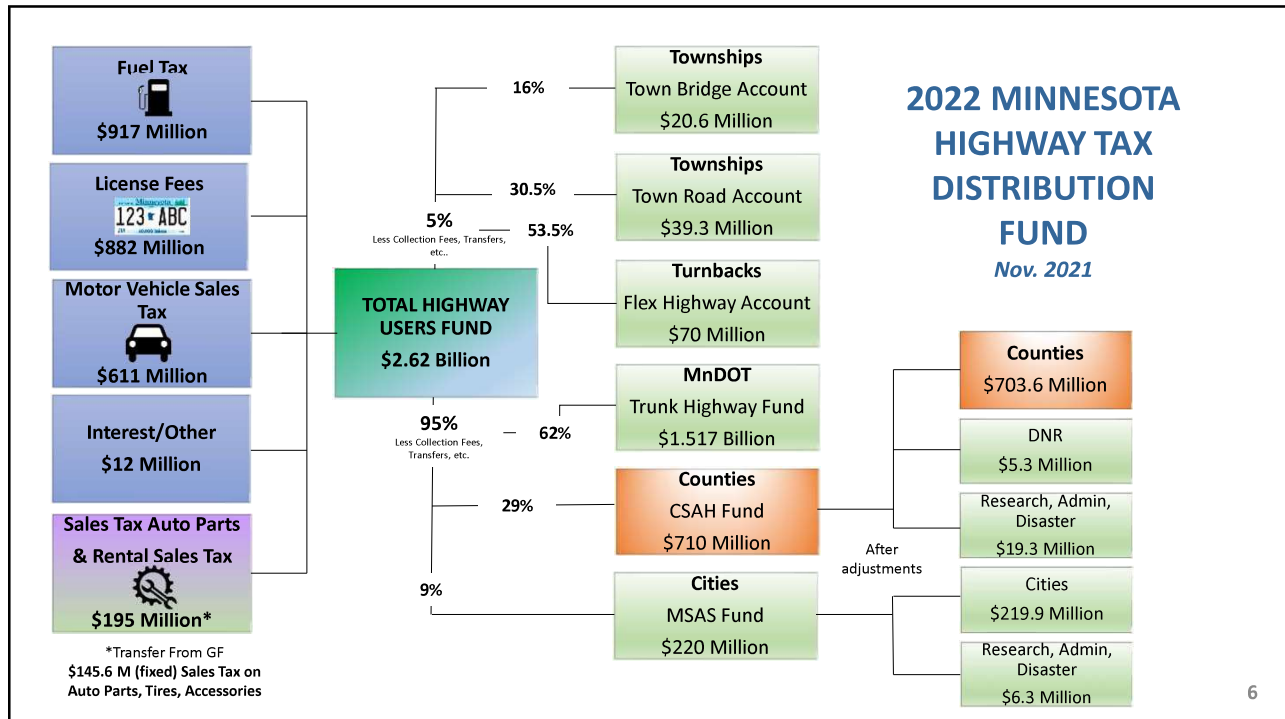 Fuel Tax
$917 Million
License Fees
Minnesota
123 ABC
$882 Million
Motor Vehicle Sales
Tax
$611 Million
Interest/Other
$12 Million
Sales Tax Auto Parts
& Rental Sales Tax
$195 Million*
*Transfer From GF
$145.6 M (fixed) Sales Tax on
Auto Parts, Tires, Accessories
TOTAL HIGHWAY
USERS FUND
$2.62 Billion
5%
Less Collection Fees, Transfers,
etc..
16%
30.5%
53.5%
95%
Less Collection Fees,
Transfers, etc.
62%
29%
9%
Townships
Town Bridge Account
$20.6 Million
Townships
Town Road Account
$39.3 Million
Turnbacks
Flex Highway Account
$70 Million
MnDOT
Trunk Highway Fund
$1.517 Billion
Counties
CSAH Fund
$710 Million
Cities
MSAS Fund
$220 Million
After
adjustments
2022 MINNESOTA
HIGHWAY TAX
DISTRIBUTION
FUND
Nov. 2021
Counties
$703.6 Million
DNR
$5.3 Million
Research, Admin,
Disaster
$19.3 Million
Cities
$219.9 Million
Research, Admin,
Disaster
$6.3 Million
6